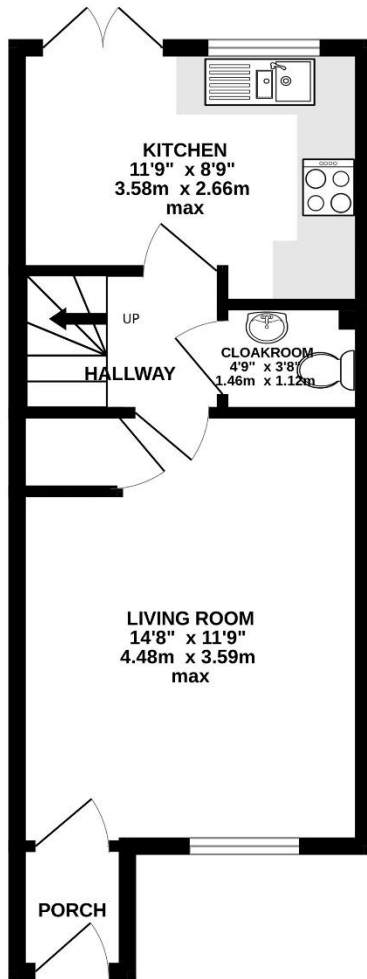 KITCHEN
11'9" x 8'9"
3.58m x 2.66m
max
UP
HALLWAY
CLOAKROOM
4'9" x 3'8"
1.46m x 1.12m
LIVING ROOM
14'8" x 11'9"
4.48m x 3.59m
max
PORCH